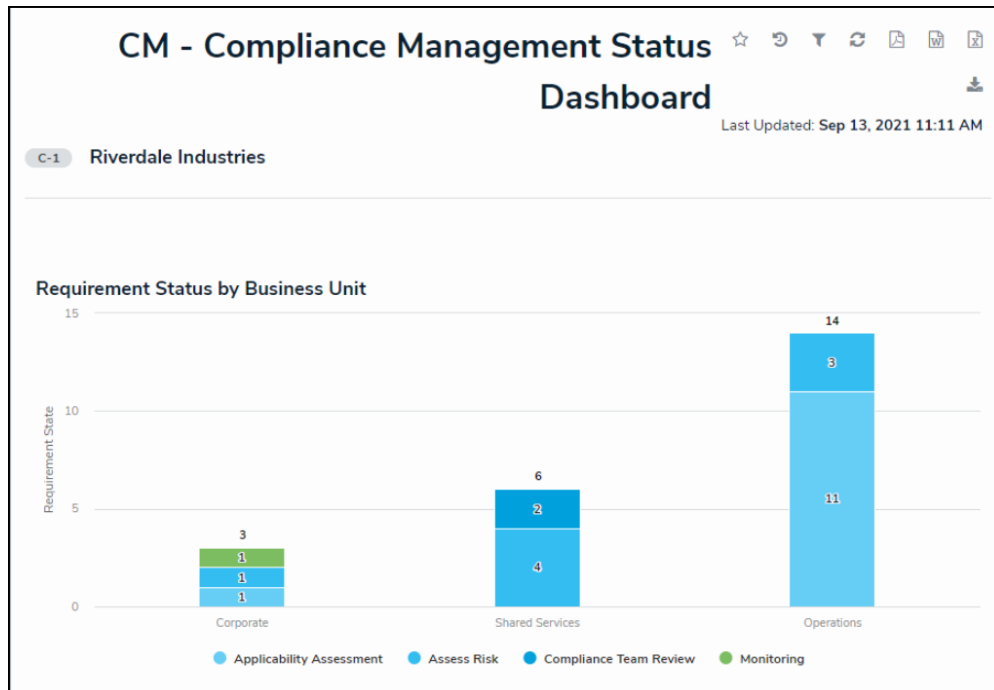 CM - Compliance Management Status
Dashboard
Last Updated: Sep 13, 2021 11:11 AM
C-1 Riverdale Industries
Requirement Status by Business Unit
Requirement State
15
10
5
0
3
1
1
1
6
2
4
14
3
11
Corporate Shared Services Operations
Applicability Assessment Assess Risk Compliance Team Review Monitoring